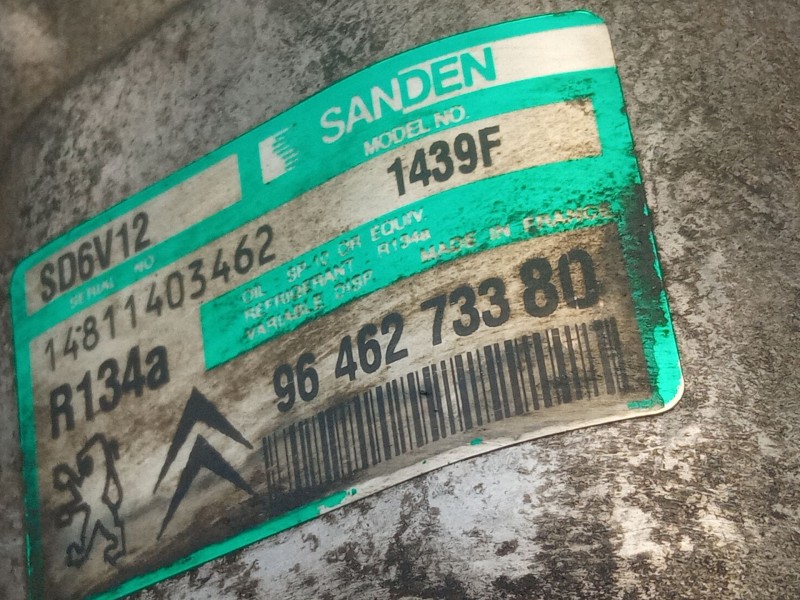 SANDEN
MODEL NO.
SD6V12
1439F
SERIAL NO
14811403462
OIL SP-10 OR EQUIV
REFRIGERANT R134a
VARIABLE DISP.
MADE IN FRANCE
R134a
96 462 733 80